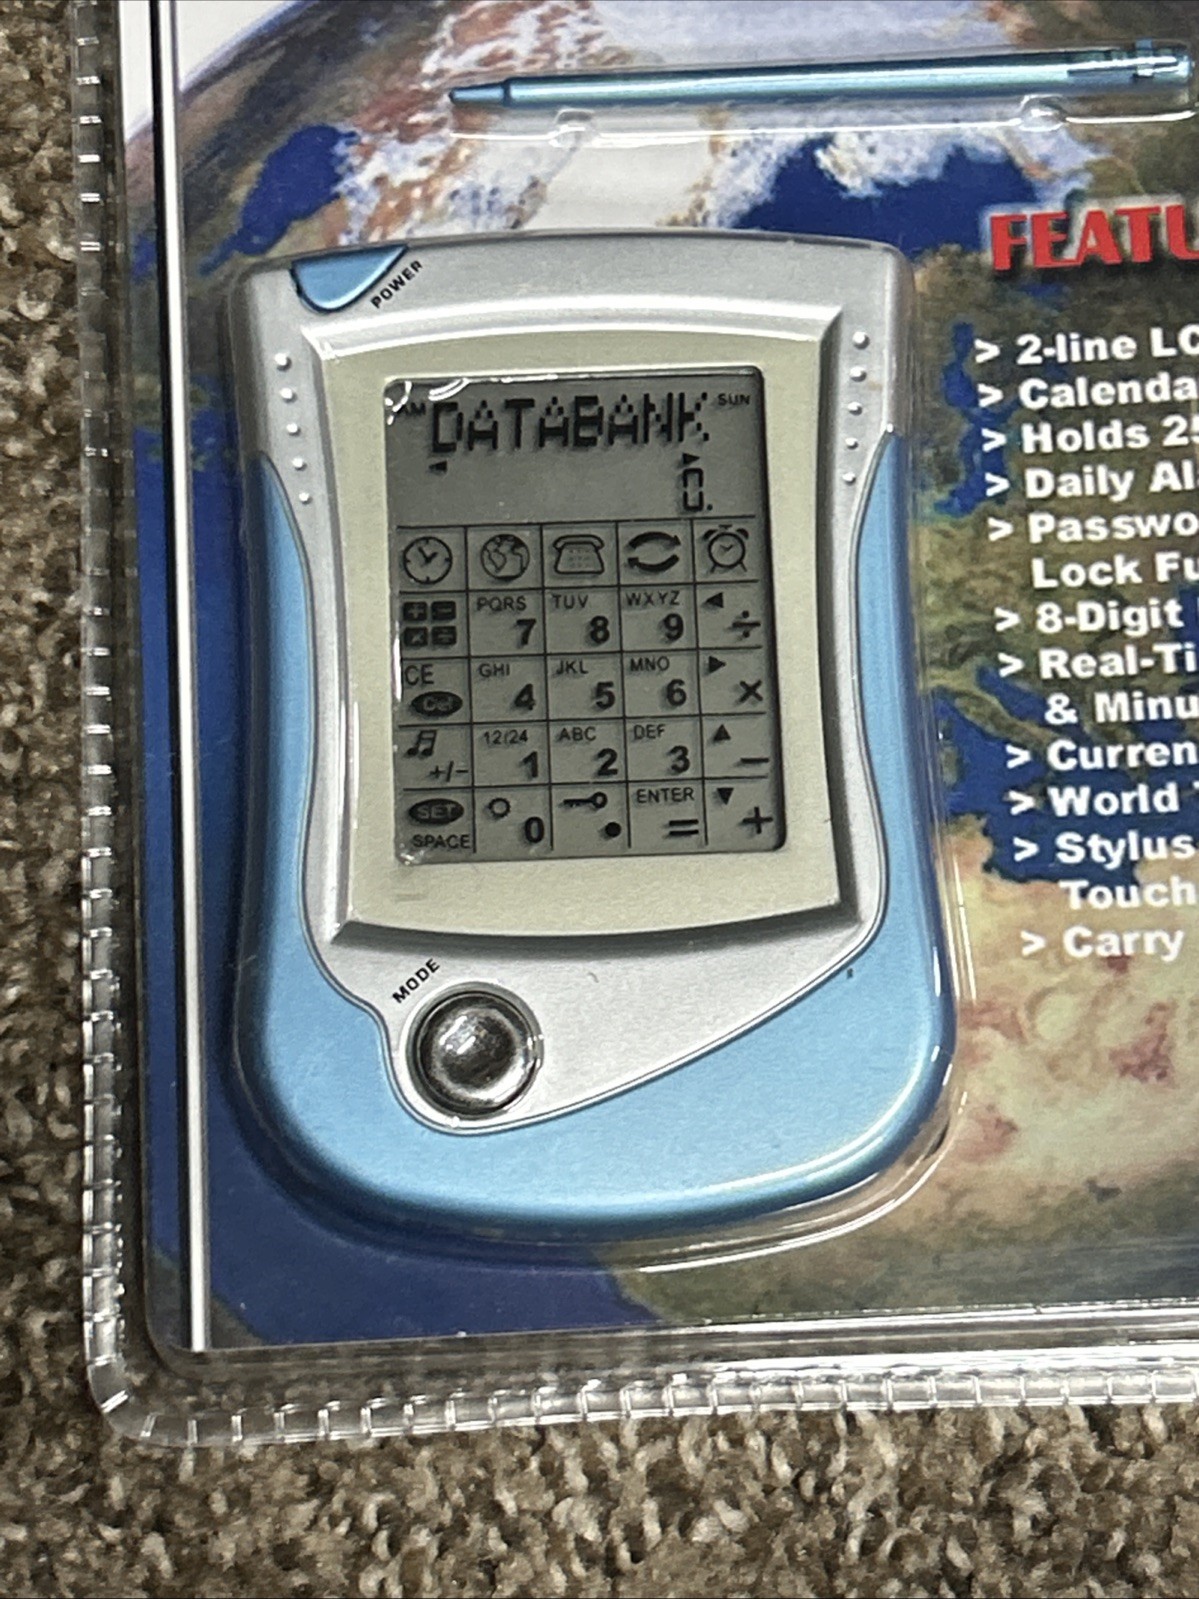 POWER
AM DATABANK SUN
0.
PQRS TUV WXYZ
7 8 9 ÷
CE GHI JKL MNO
Del 4 5 6 ×
12/24 ABC DEF
+/- 1 2 3 −
SET ENTER
SPACE 0 . = +
MODE
FEATU
> 2-line LC
> Calenda
> Holds 2
> Daily Al
> Passwo
Lock Fu
> 8-Digit
> Real-Ti
& Minu
> Curren
> World
> Stylus
Touch
> Carry